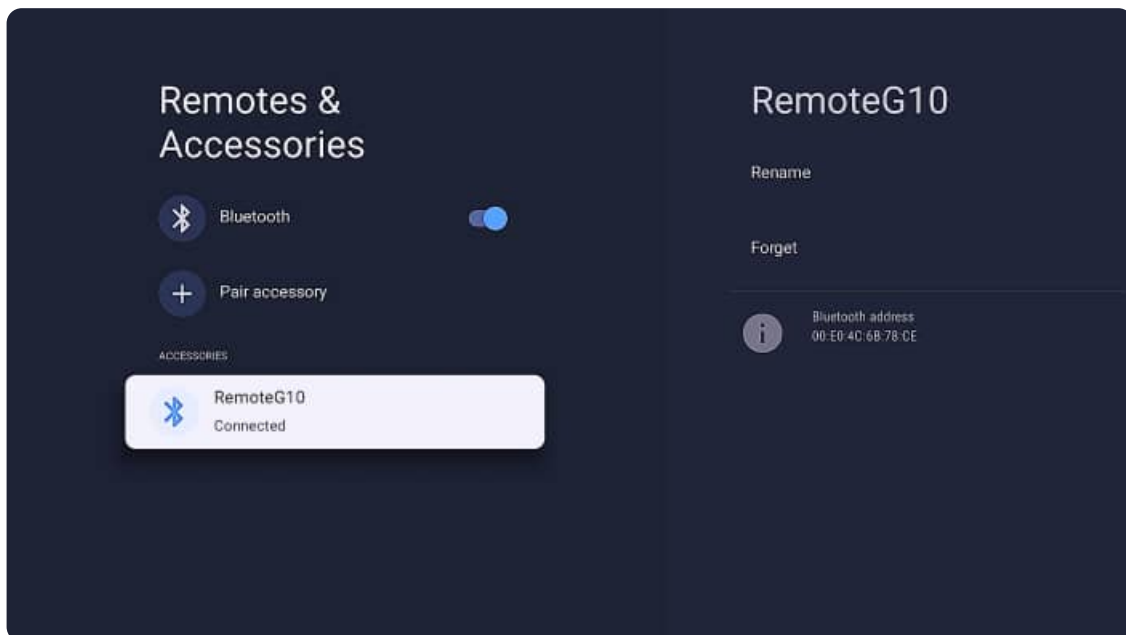 Remotes &
Accessories
Bluetooth
Pair accessory
ACCESSORIES
RemoteG10
Connected
RemoteG10
Rename
Forget
Bluetooth address
00:E0:4C:6B:78:CE